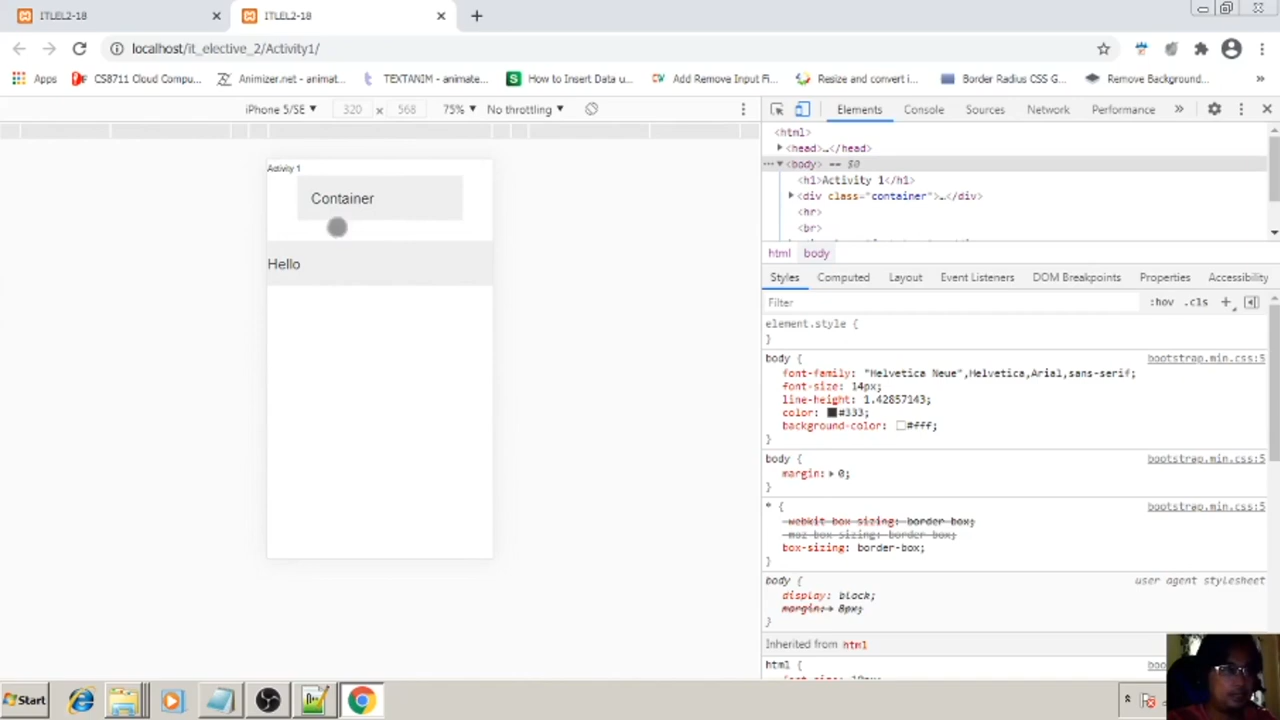 ITLEL2-18
ITLEL2-18
localhost/it_elective_2/Activity1/
Apps
CS8711 Cloud Compu...
Animizer.net - animat...
TEXTANIM - animate...
How to Insert Data u...
Add Remove Input Fi...
Resize and convert i...
Border Radius CSS G...
Remove Background...
»
iPhone 5/SE ▼ 320 × 568 75% ▼ No throttling ▼
Elements Console Sources Network Performance »
Activity 1
Container
Hello
<html>
<head>…</head>
<body> == $0
<h1>Activity 1</h1>
<div class="container">…</div>
<hr>
<br>
html body
Styles Computed Layout Event Listeners DOM Breakpoints Properties Accessibility
Filter :hov .cls +
element.style {
}
body { bootstrap.min.css:5
font-family: "Helvetica Neue",Helvetica,Arial,sans-serif;
font-size: 14px;
line-height: 1.42857143;
color: #333;
background-color: #fff;
}
body { bootstrap.min.css:5
margin: 0;
}
* { bootstrap.min.css:5
-webkit-box-sizing: border-box;
-moz-box-sizing: border-box;
box-sizing: border-box;
}
body { user agent stylesheet
display: block;
margin: 8px;
}
Inherited from html
html {
Start